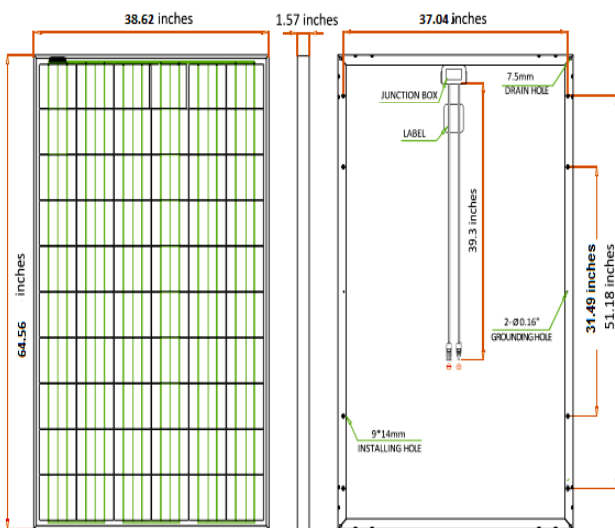 38.62 inches
1.57 inches
37.04 inches
7.5mm
DRAIN HOLE
JUNCTION BOX
LABEL
39.3 inches
64.56 inches
31.49 inches
51.18 inches
2-Ø0.16"
GROUNDING HOLE
9*14mm
INSTALLING HOLE